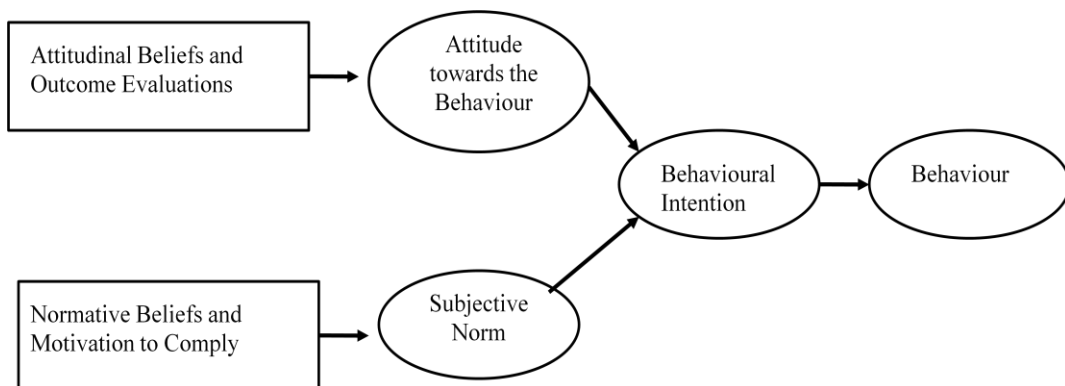 Attitudinal Beliefs and
Outcome Evaluations
Attitude
towards the
Behaviour
Behavioural
Intention
Behaviour
Normative Beliefs and
Motivation to Comply
Subjective
Norm